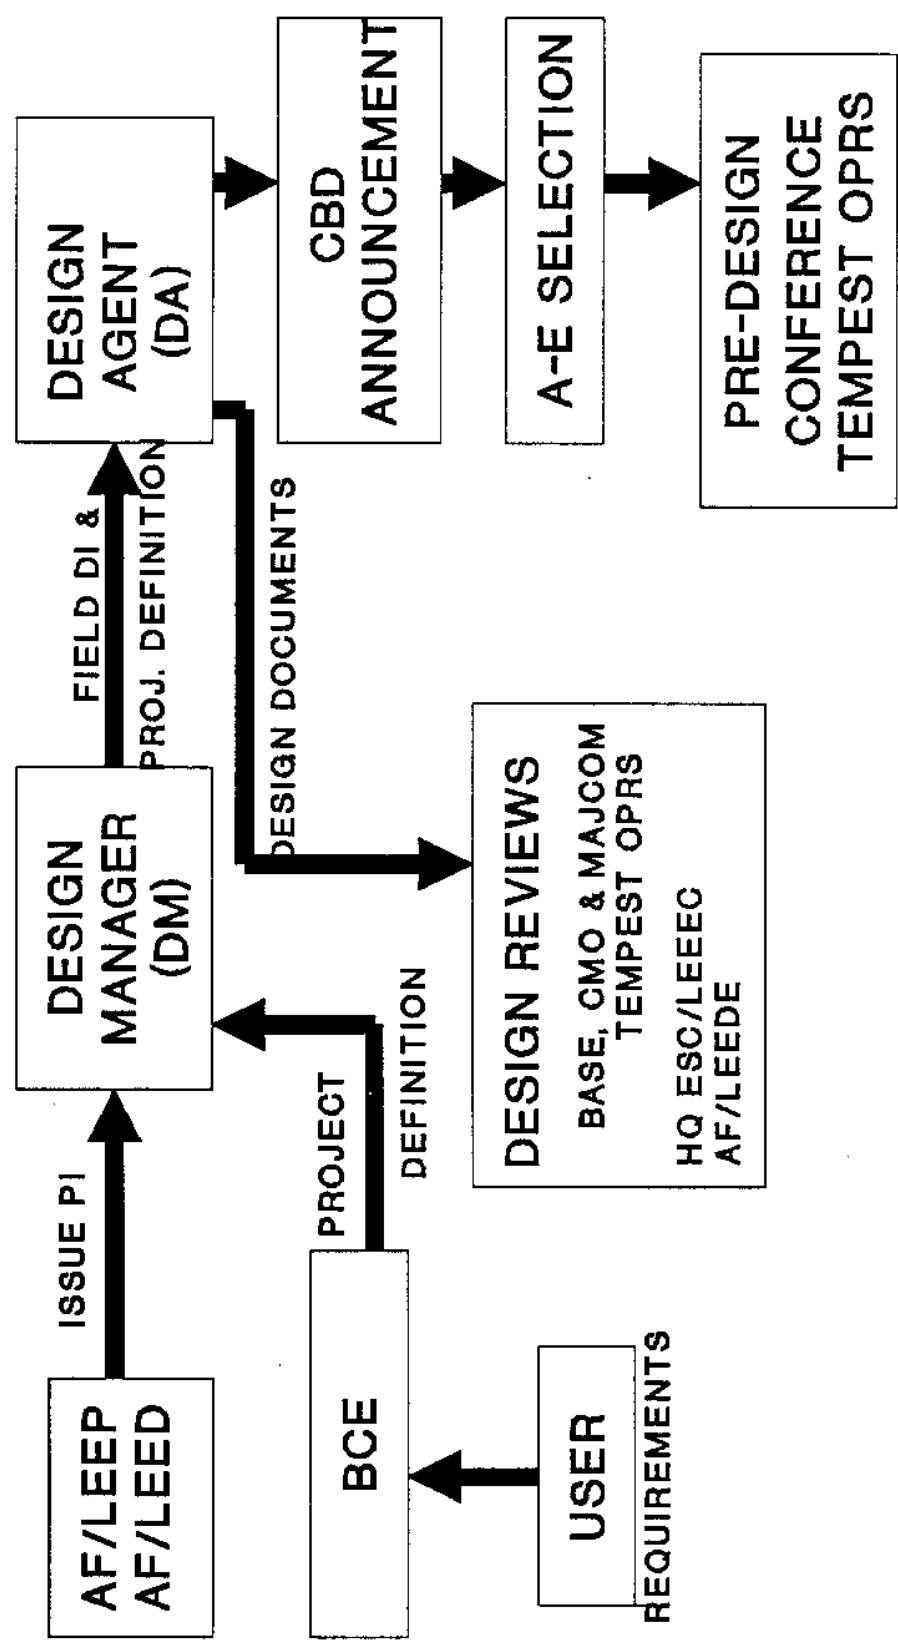 AF/LEEP
AF/LEED
ISSUE PI
DESIGN
MANAGER
(DM)
FIELD DI &
PROJ. DEFINITION
DESIGN
AGENT
(DA)
BCE
PROJECT
DEFINITION
USER
REQUIREMENTS
DESIGN DOCUMENTS
DESIGN REVIEWS
BASE, CMO & MAJCOM
TEMPEST OPRS
HQ ESC/LEEEC
AF/LEEDE
CBD
ANNOUNCEMENT
A-E SELECTION
PRE-DESIGN
CONFERENCE
TEMPEST OPRS